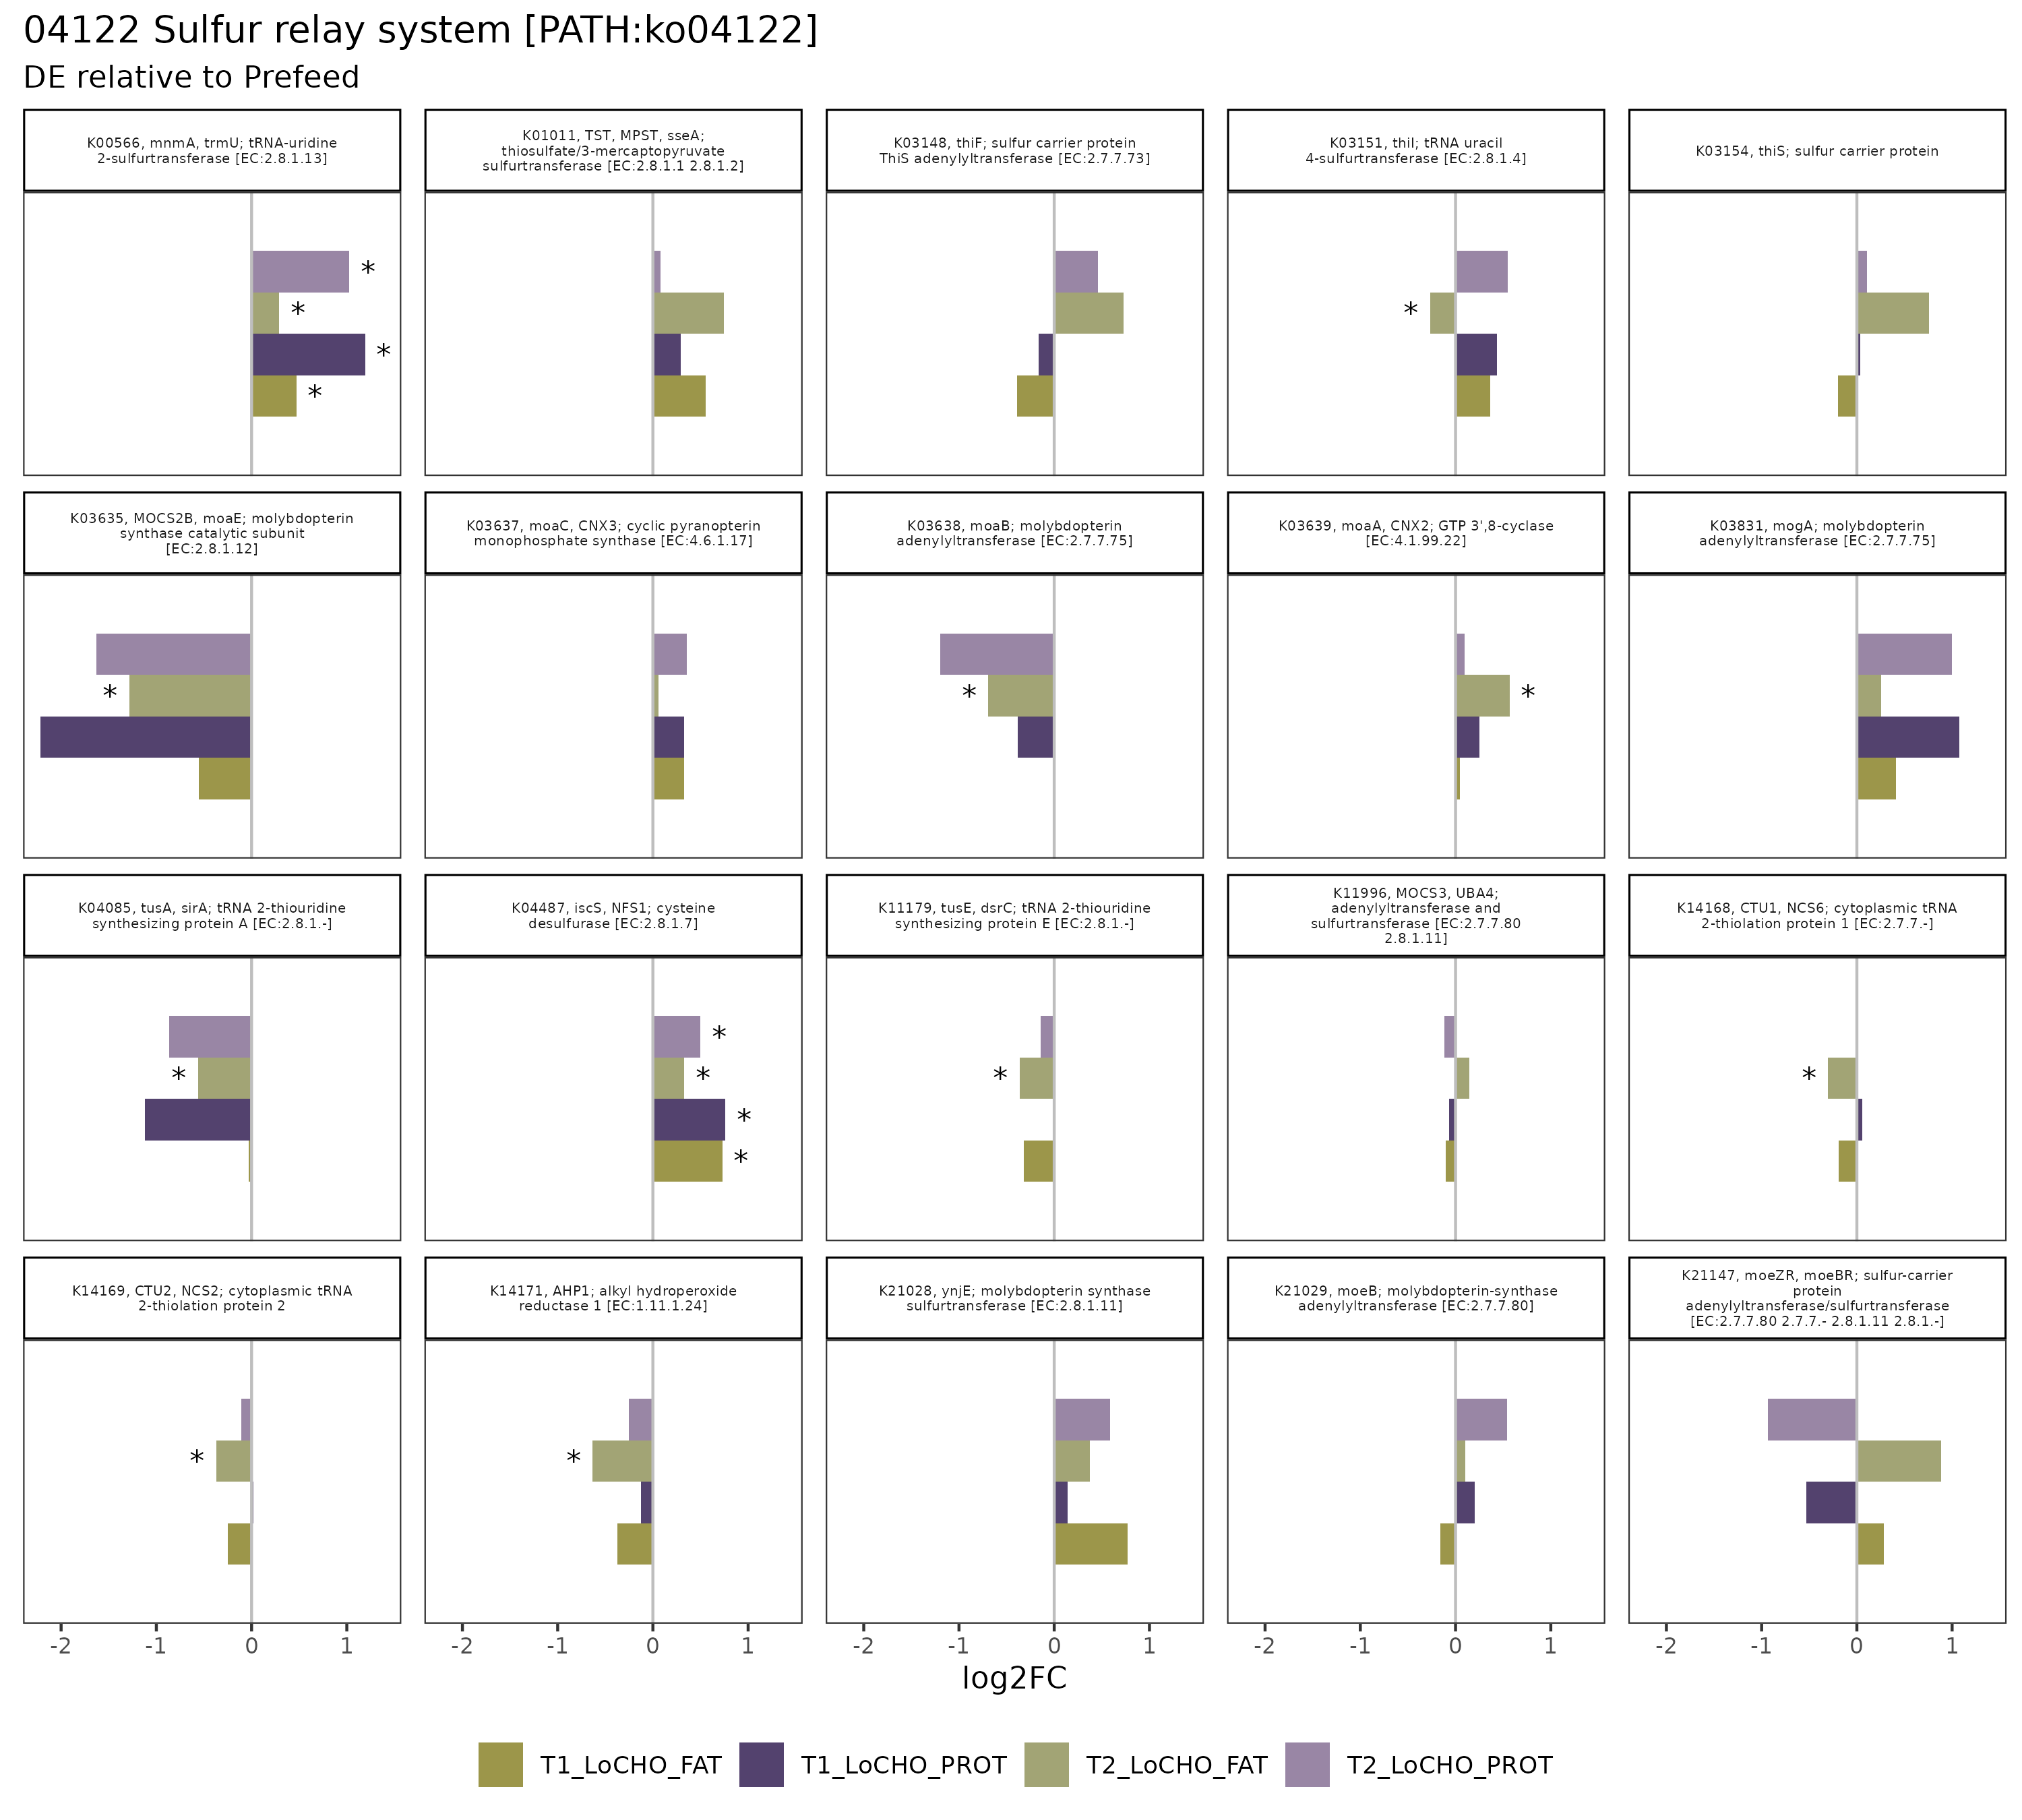 04122 Sulfur relay system [PATH:ko04122]
DE relative to Prefeed
K00566, mnmA, trmU; tRNA-uridine
2-sulfurtransferase [EC:2.8.1.13]
K01011, TST, MPST, sseA;
thiosulfate/3-mercaptopyruvate
sulfurtransferase [EC:2.8.1.1 2.8.1.2]
K03148, thiF; sulfur carrier protein
ThiS adenylyltransferase [EC:2.7.7.73]
K03151, thiI; tRNA uracil
4-sulfurtransferase [EC:2.8.1.4]
K03154, thiS; sulfur carrier protein
*
*
*
*
*
K03635, MOCS2B, moaE; molybdopterin
synthase catalytic subunit
[EC:2.8.1.12]
K03637, moaC, CNX3; cyclic pyranopterin
monophosphate synthase [EC:4.6.1.17]
K03638, moaB; molybdopterin
adenylyltransferase [EC:2.7.7.75]
K03639, moaA, CNX2; GTP 3',8-cyclase
[EC:4.1.99.22]
K03831, mogA; molybdopterin
adenylyltransferase [EC:2.7.7.75]
*
*
*
K04085, tusA, sirA; tRNA 2-thiouridine
synthesizing protein A [EC:2.8.1.-]
K04487, iscS, NFS1; cysteine
desulfurase [EC:2.8.1.7]
K11179, tusE, dsrC; tRNA 2-thiouridine
synthesizing protein E [EC:2.8.1.-]
K11996, MOCS3, UBA4;
adenylyltransferase and
sulfurtransferase [EC:2.7.7.80
2.8.1.11]
K14168, CTU1, NCS6; cytoplasmic tRNA
2-thiolation protein 1 [EC:2.7.7.-]
*
*
*
*
*
*
*
K14169, CTU2, NCS2; cytoplasmic tRNA
2-thiolation protein 2
K14171, AHP1; alkyl hydroperoxide
reductase 1 [EC:1.11.1.24]
K21028, ynjE; molybdopterin synthase
sulfurtransferase [EC:2.8.1.11]
K21029, moeB; molybdopterin-synthase
adenylyltransferase [EC:2.7.7.80]
K21147, moeZR, moeBR; sulfur-carrier
protein
adenylyltransferase/sulfurtransferase
[EC:2.7.7.80 2.7.7.- 2.8.1.11 2.8.1.-]
*
*
-2 -1 0 1
-2 -1 0 1
-2 -1 0 1
-2 -1 0 1
-2 -1 0 1
log2FC
T1_LoCHO_FAT T1_LoCHO_PROT T2_LoCHO_FAT T2_LoCHO_PROT